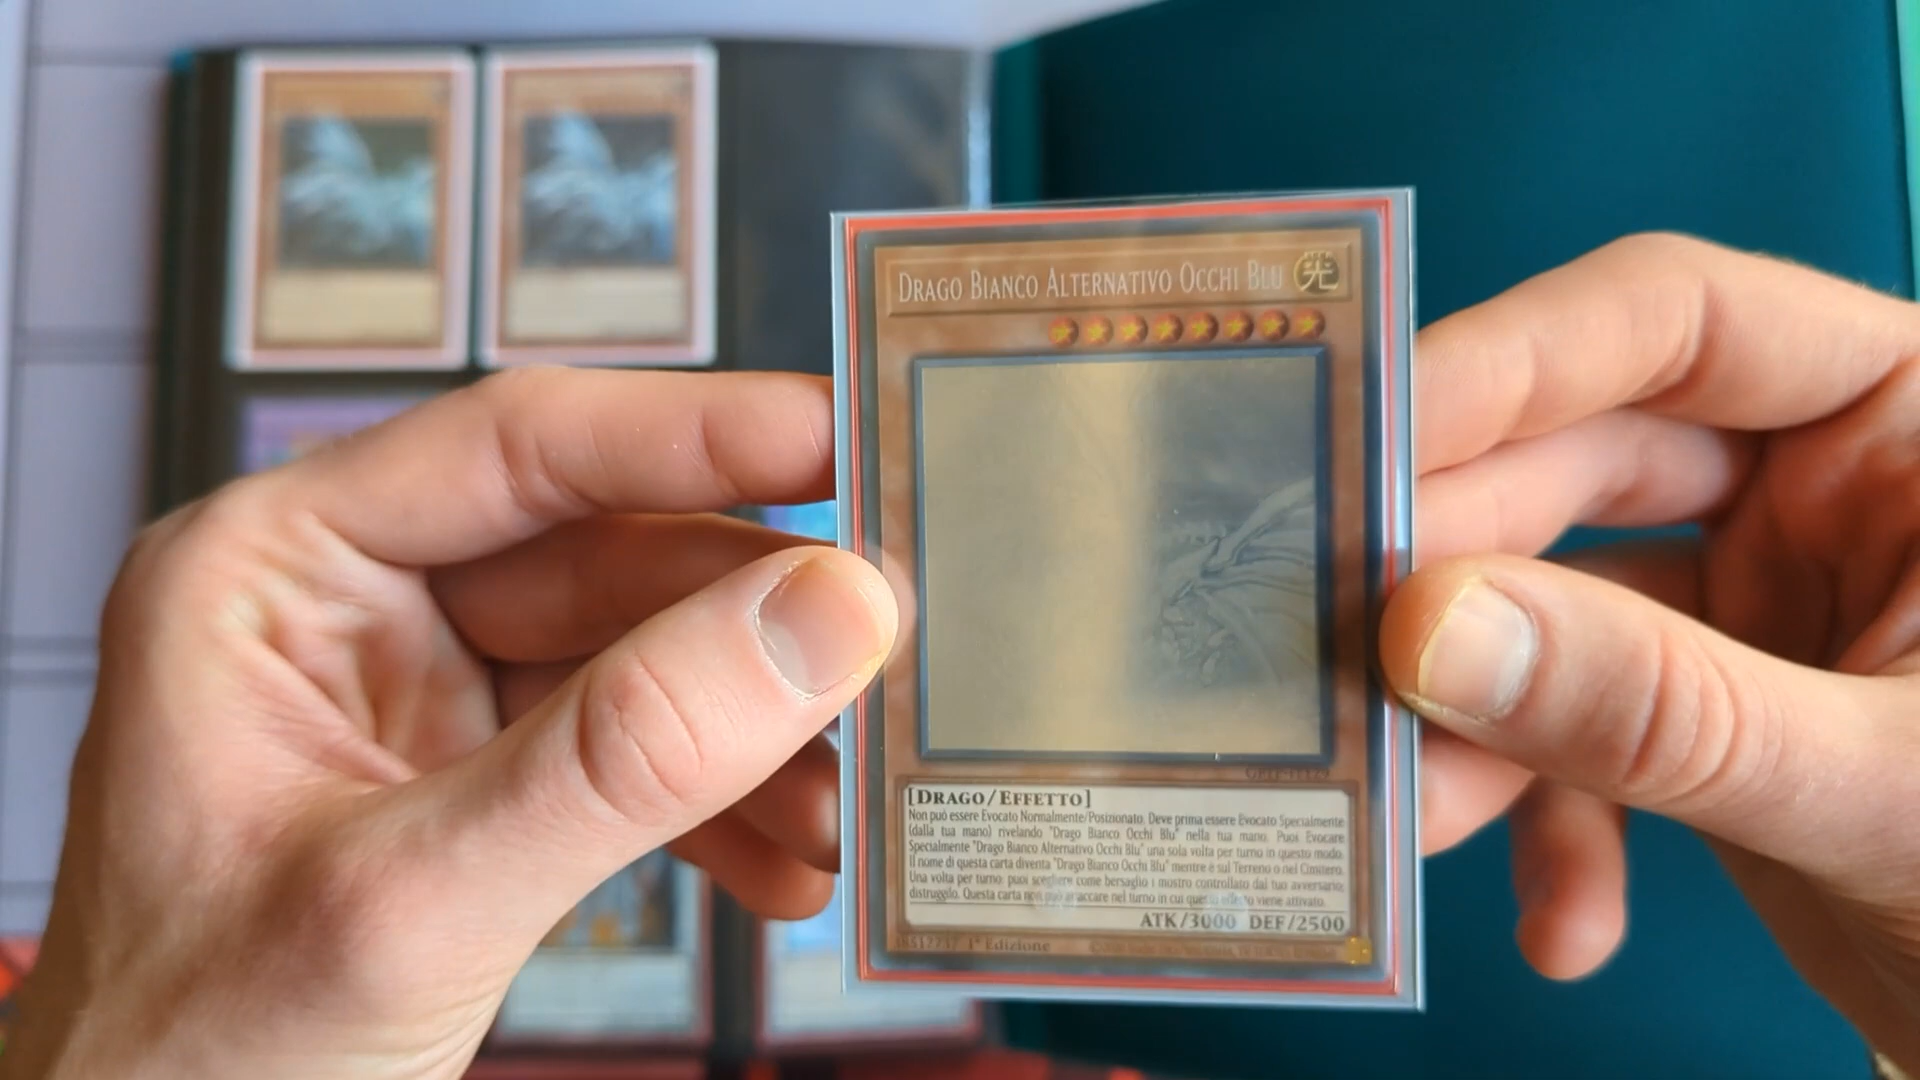 DRAGO BIANCO ALTERNATIVO OCCHI BLU 光
[DRAGO/EFFETTO]
Non può essere Evocato Normalmente/Posizionato. Deve prima essere Evocato Specialmente
(dalla tua mano) rivelando "Drago Bianco Occhi Blu" nella tua mano. Puoi Evocare
Specialmente "Drago Bianco Alternativo Occhi Blu" una sola volta per turno in questo modo.
Il nome di questa carta diventa "Drago Bianco Occhi Blu" mentre è sul Terreno o nel Cimitero.
Una volta per turno: puoi scegliere come bersaglio 1 mostro controllato dal tuo avversario;
distruggilo. Questa carta non può attaccare nel turno in cui questo effetto viene attivato.
ATK/3000 DEF/2500
1ª Edizione